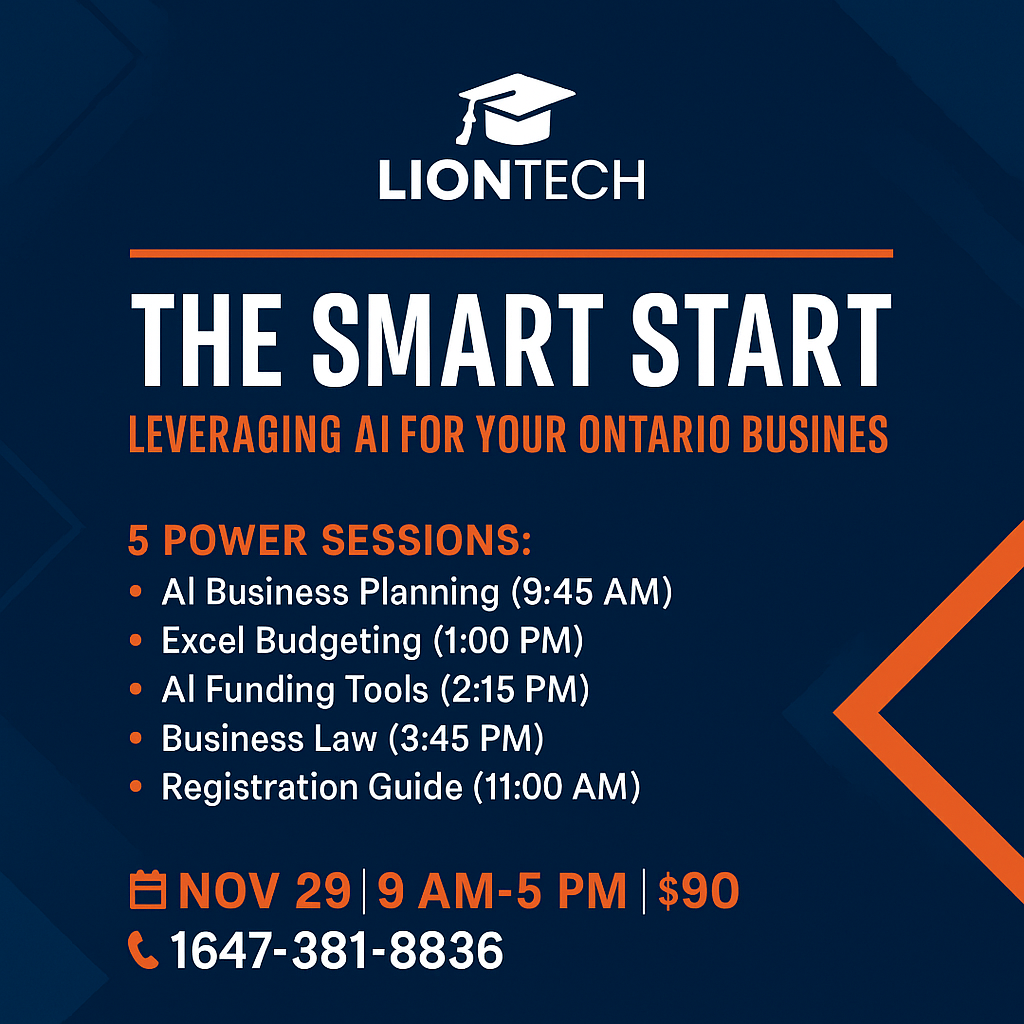 LIONTECH
THE SMART START
LEVERAGING AI FOR YOUR ONTARIO BUSINES
5 POWER SESSIONS:
• AI Business Planning (9:45 AM)
• Excel Budgeting (1:00 PM)
• AI Funding Tools (2:15 PM)
• Business Law (3:45 PM)
• Registration Guide (11:00 AM)
NOV 29 | 9 AM-5 PM | $90
1647-381-8836